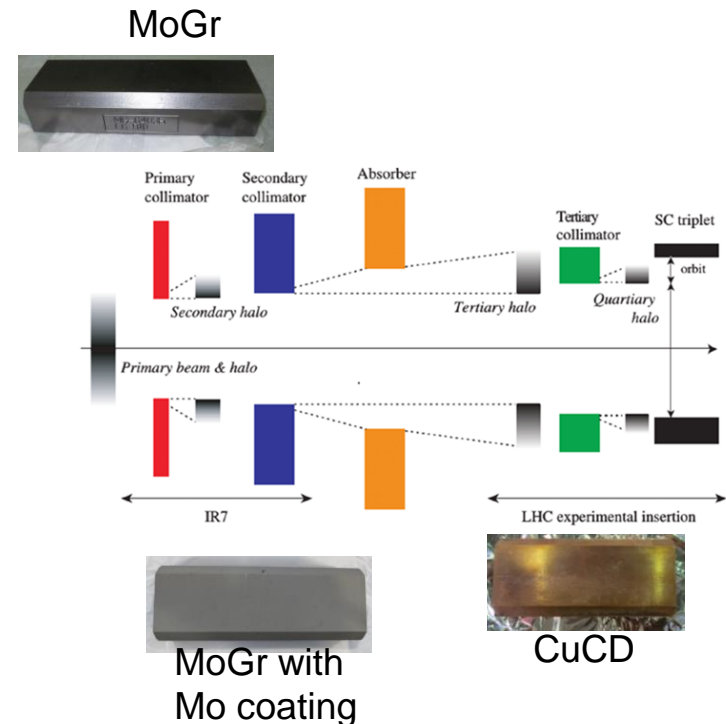 MoGr
Primary
collimator
Secondary
collimator
Absorber
Tertiary
collimator
SC triplet
orbit
Secondary halo
Tertiary halo
Quartiary
halo
Primary beam & halo
IR7
LHC experimental insertion
MoGr with
Mo coating
CuCD